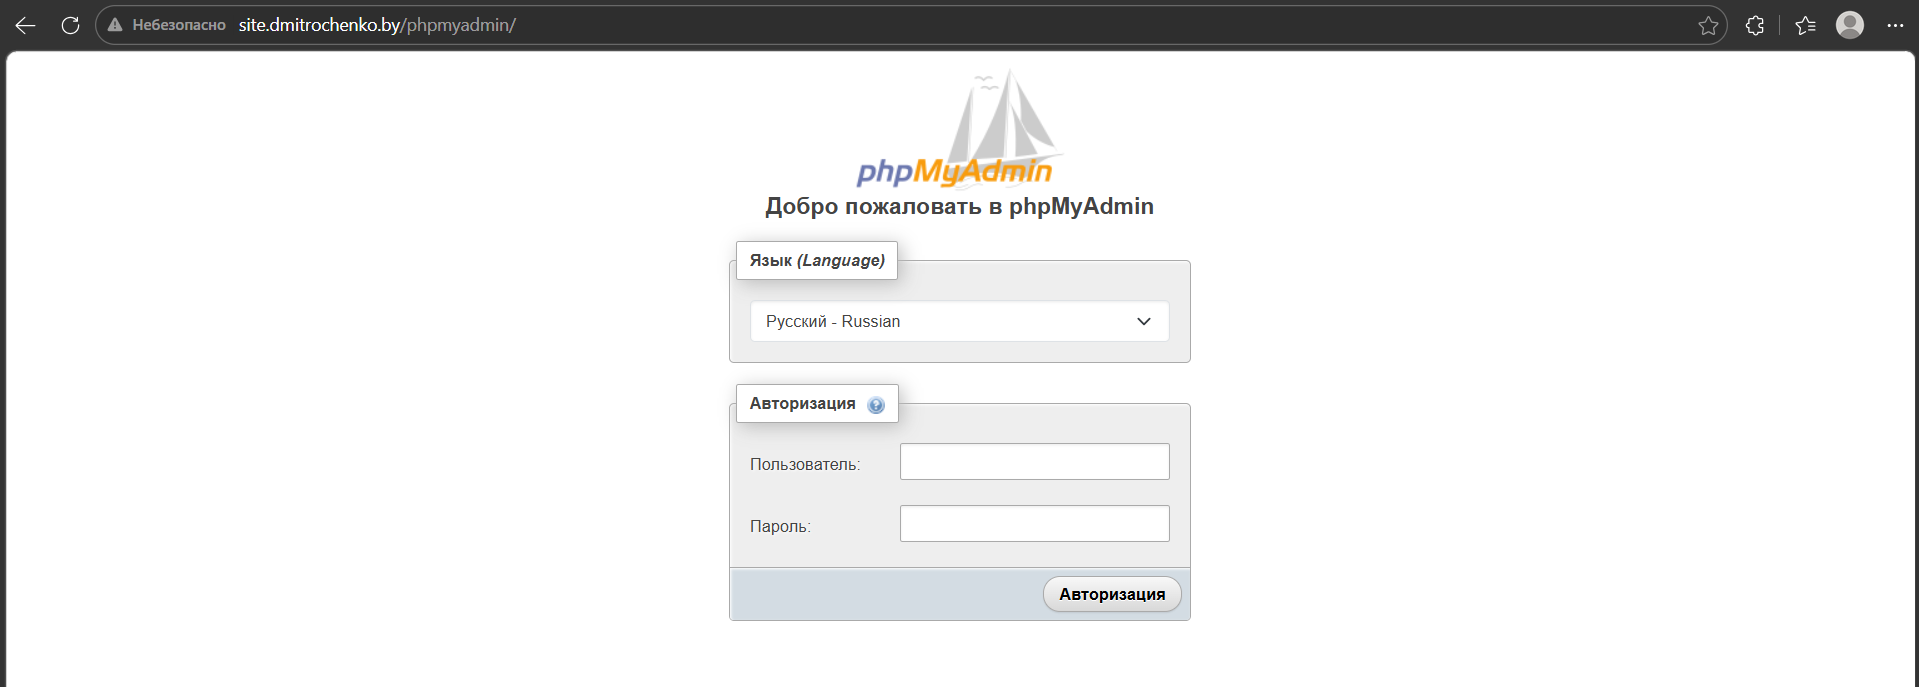 Небезопасно site.dmitrochenko.by/phpmyadmin/
phpMyAdmin
Добро пожаловать в phpMyAdmin
Язык (Language)
Русский - Russian
Авторизация
Пользователь:
Пароль:
Авторизация